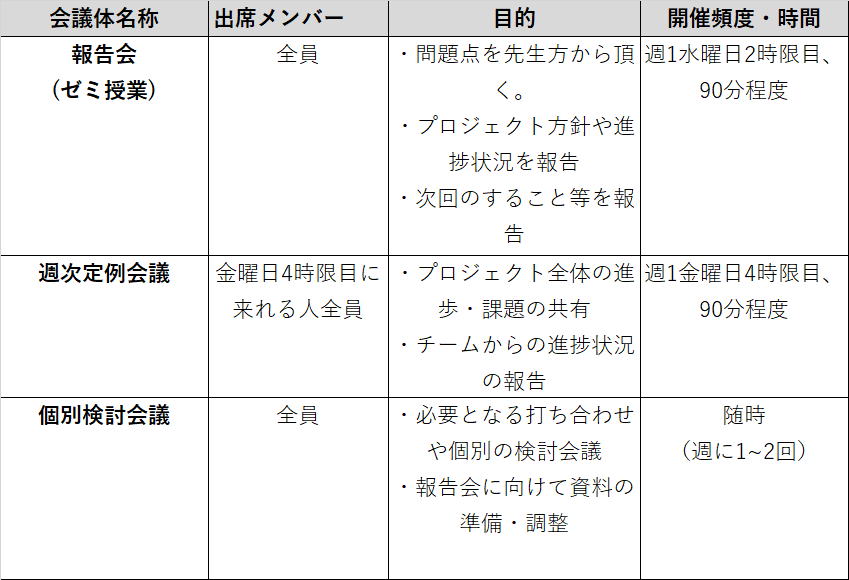 会議体名称 出席メンバー 目的 開催頻度・時間
報告会
(ゼミ授業)
全員
・問題点を先生方から頂
く。
・プロジェクト方針や進
捗状況を報告
・次回のすること等を報
告
週1水曜日2時限目、
90分程度
週次定例会議
金曜日4時限目に
来れる人全員
・プロジェクト全体の進
歩・課題の共有
・チームからの進捗状況
の報告
週1金曜日4時限目、
90分程度
個別検討会議
全員
・必要となる打ち合わせ
や個別の検討会議
・報告会に向けて資料の
準備・調整
随時
（週に1~2回）